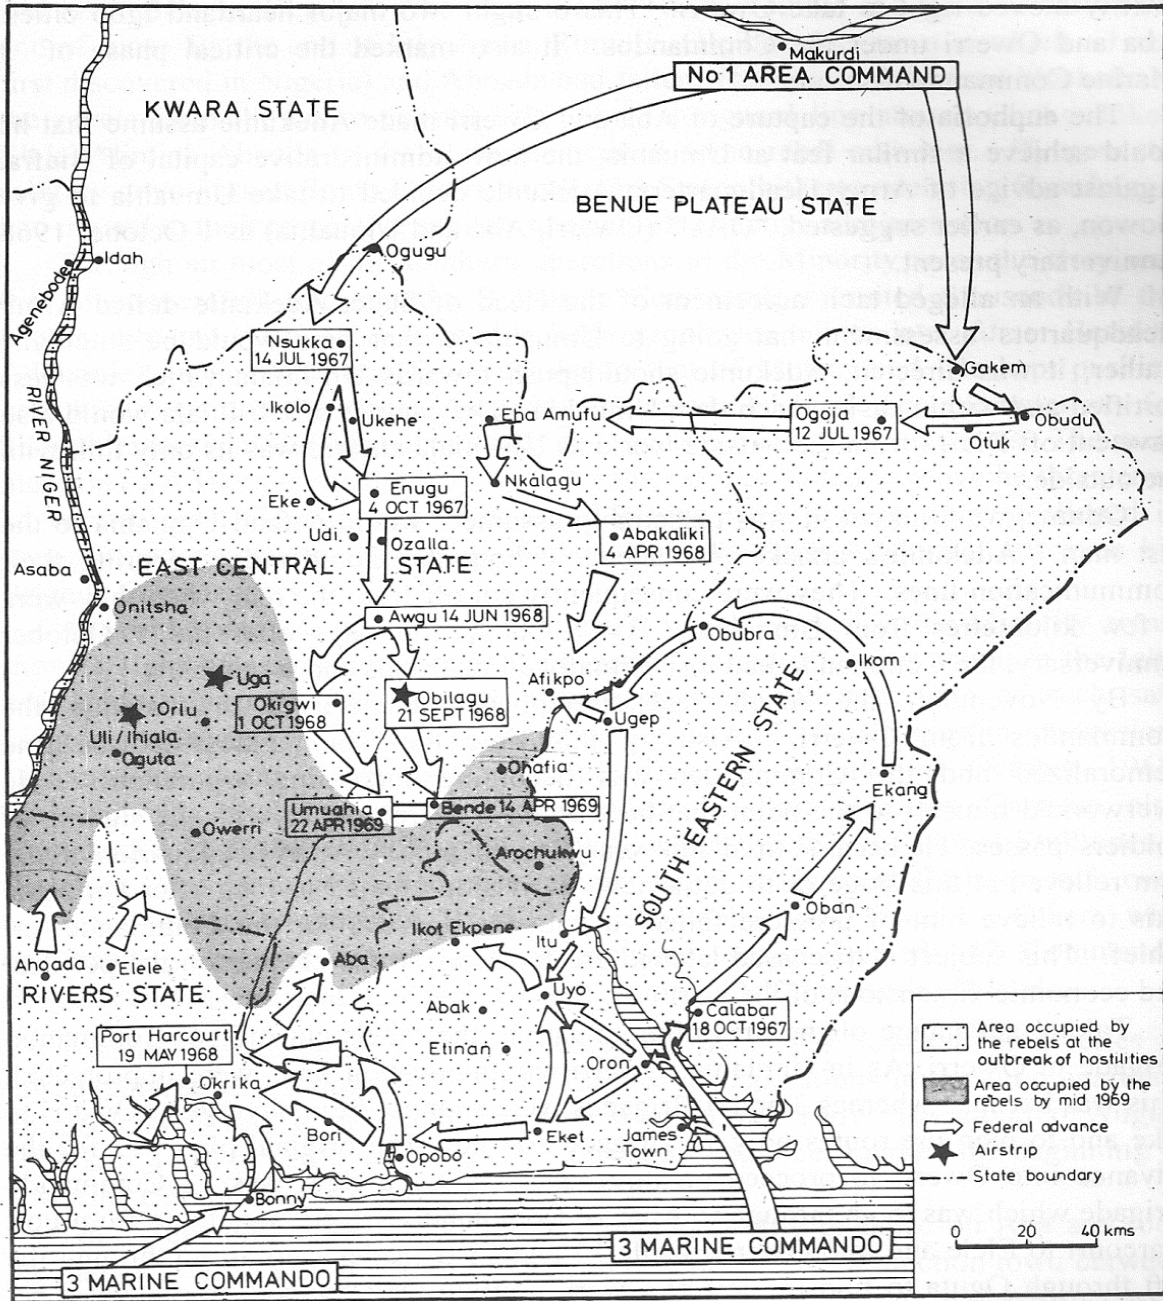 Makurdi
No 1 AREA COMMAND
KWARA STATE
BENUE PLATEAU STATE
Ogugu
Idah
Agenebode
RIVER NIGER
Nsukka
14 JUL 1967
Gakem
Ikolo
Ukehe
Eha Amufu
Ogoja
12 JUL 1967
Obudu
Otuk
Eke
Enugu
4 OCT 1967
Nkalagu
Udi
Ozalla
Abakaliki
4 APR 1968
EAST CENTRAL STATE
Asaba
Onitsha
Awgu 14 JUN 1968
Obubra
Ikom
Uga
Orlu
Okigwi
1 OCT 1968
Obilagu
21 SEPT 1968
Afikpo
Ugep
Uli / Ihiala
Oguta
Ohafia
Ekang
SOUTH EASTERN STATE
Umuahia
22 APR 1969
Bende 14 APR 1969
Owerri
Arochukwu
Oban
Ikot Ekpene
Itu
Ahoada
Elele
Aba
RIVERS STATE
Uyo
Abak
Calabar
18 OCT 1967
Port Harcourt
19 MAY 1968
Etinan
Oron
Okrika
Bori
Eket
James
Town
Opobo
Bonny
3 MARINE COMMANDO
3 MARINE COMMANDO
Area occupied by
the rebels at the
outbreak of hostilities
Area occupied by the
rebels by mid 1969
Federal advance
Airstrip
State boundary
0 20 40 kms